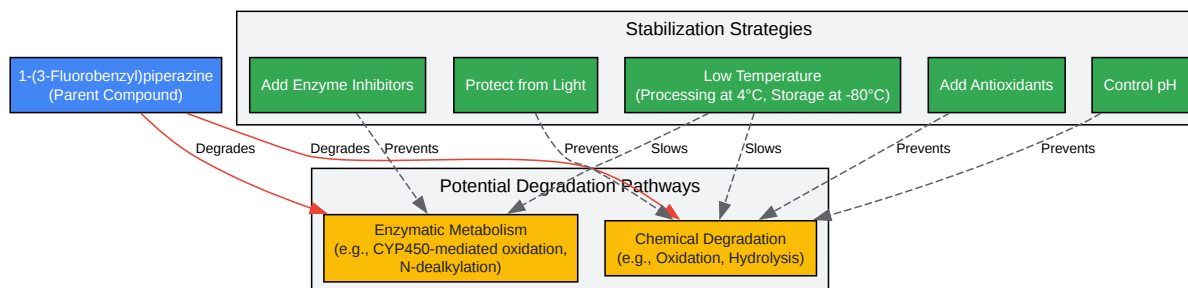 Stabilization Strategies
1-(3-Fluorobenzyl)piperazine
(Parent Compound)
Add Enzyme Inhibitors
Protect from Light
Low Temperature
(Processing at 4°C, Storage at -80°C)
Add Antioxidants
Control pH
Degrades
Degrades
Prevents
Prevents
Slows
Slows
Prevents
Prevents
Potential Degradation Pathways
Enzymatic Metabolism
(e.g., CYP450-mediated oxidation,
N-dealkylation)
Chemical Degradation
(e.g., Oxidation, Hydrolysis)